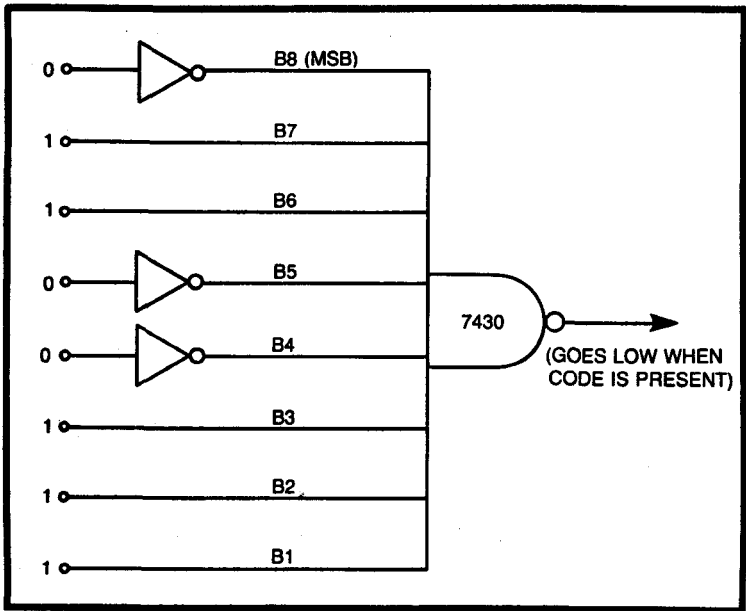 B8 (MSB)
0
B7
1
B6
1
B5
0
7430
B4
0
(GOES LOW WHEN
CODE IS PRESENT)
B3
1
B2
1
B1
1